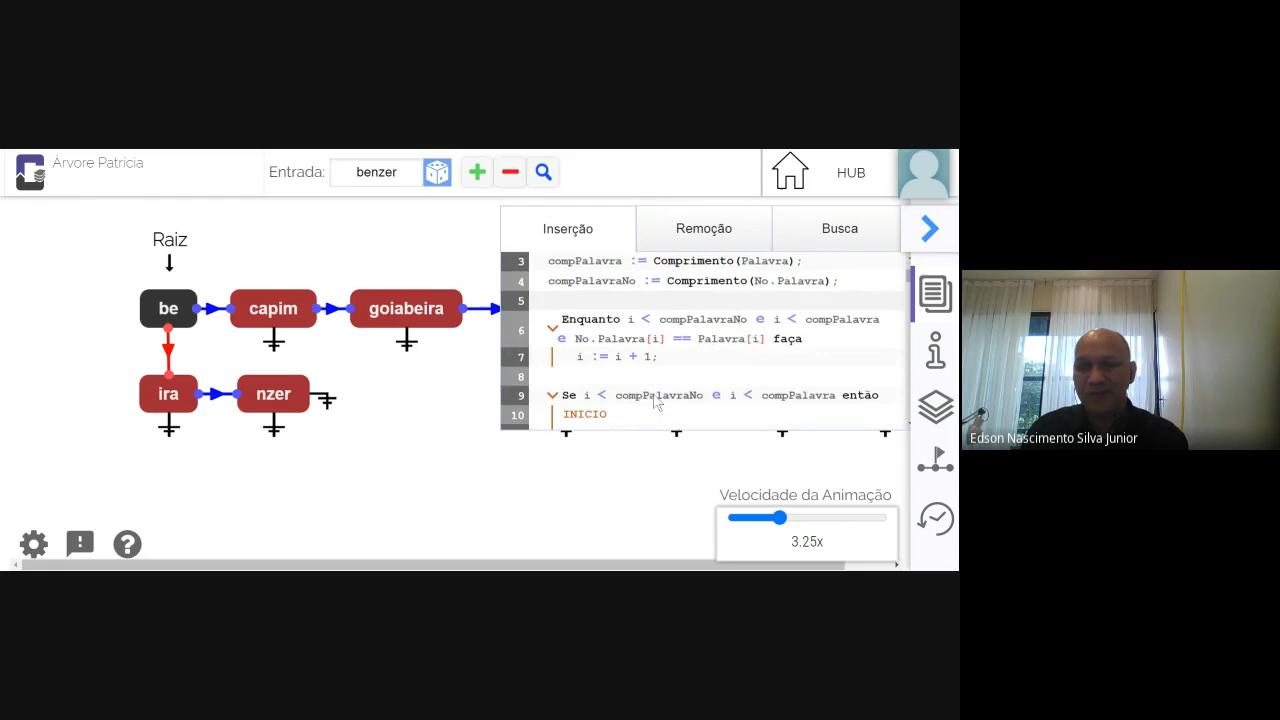 Árvore Patrícia
Entrada: benzer
HUB
Raiz
be capim goiabeira
ira nzer
Inserção Remoção Busca
3 compPalavra := Comprimento(Palavra);
4 compPalavraNo := Comprimento(No.Palavra);
5
6 Enquanto i < compPalavraNo e i < compPalavra
e No.Palavra[i] == Palavra[i] faça
7 i := i + 1;
8
9 Se i < compPalavraNo e i < compPalavra então
10 INICIO
Velocidade da Animação
3.25x
Edson Nascimento Silva Junior